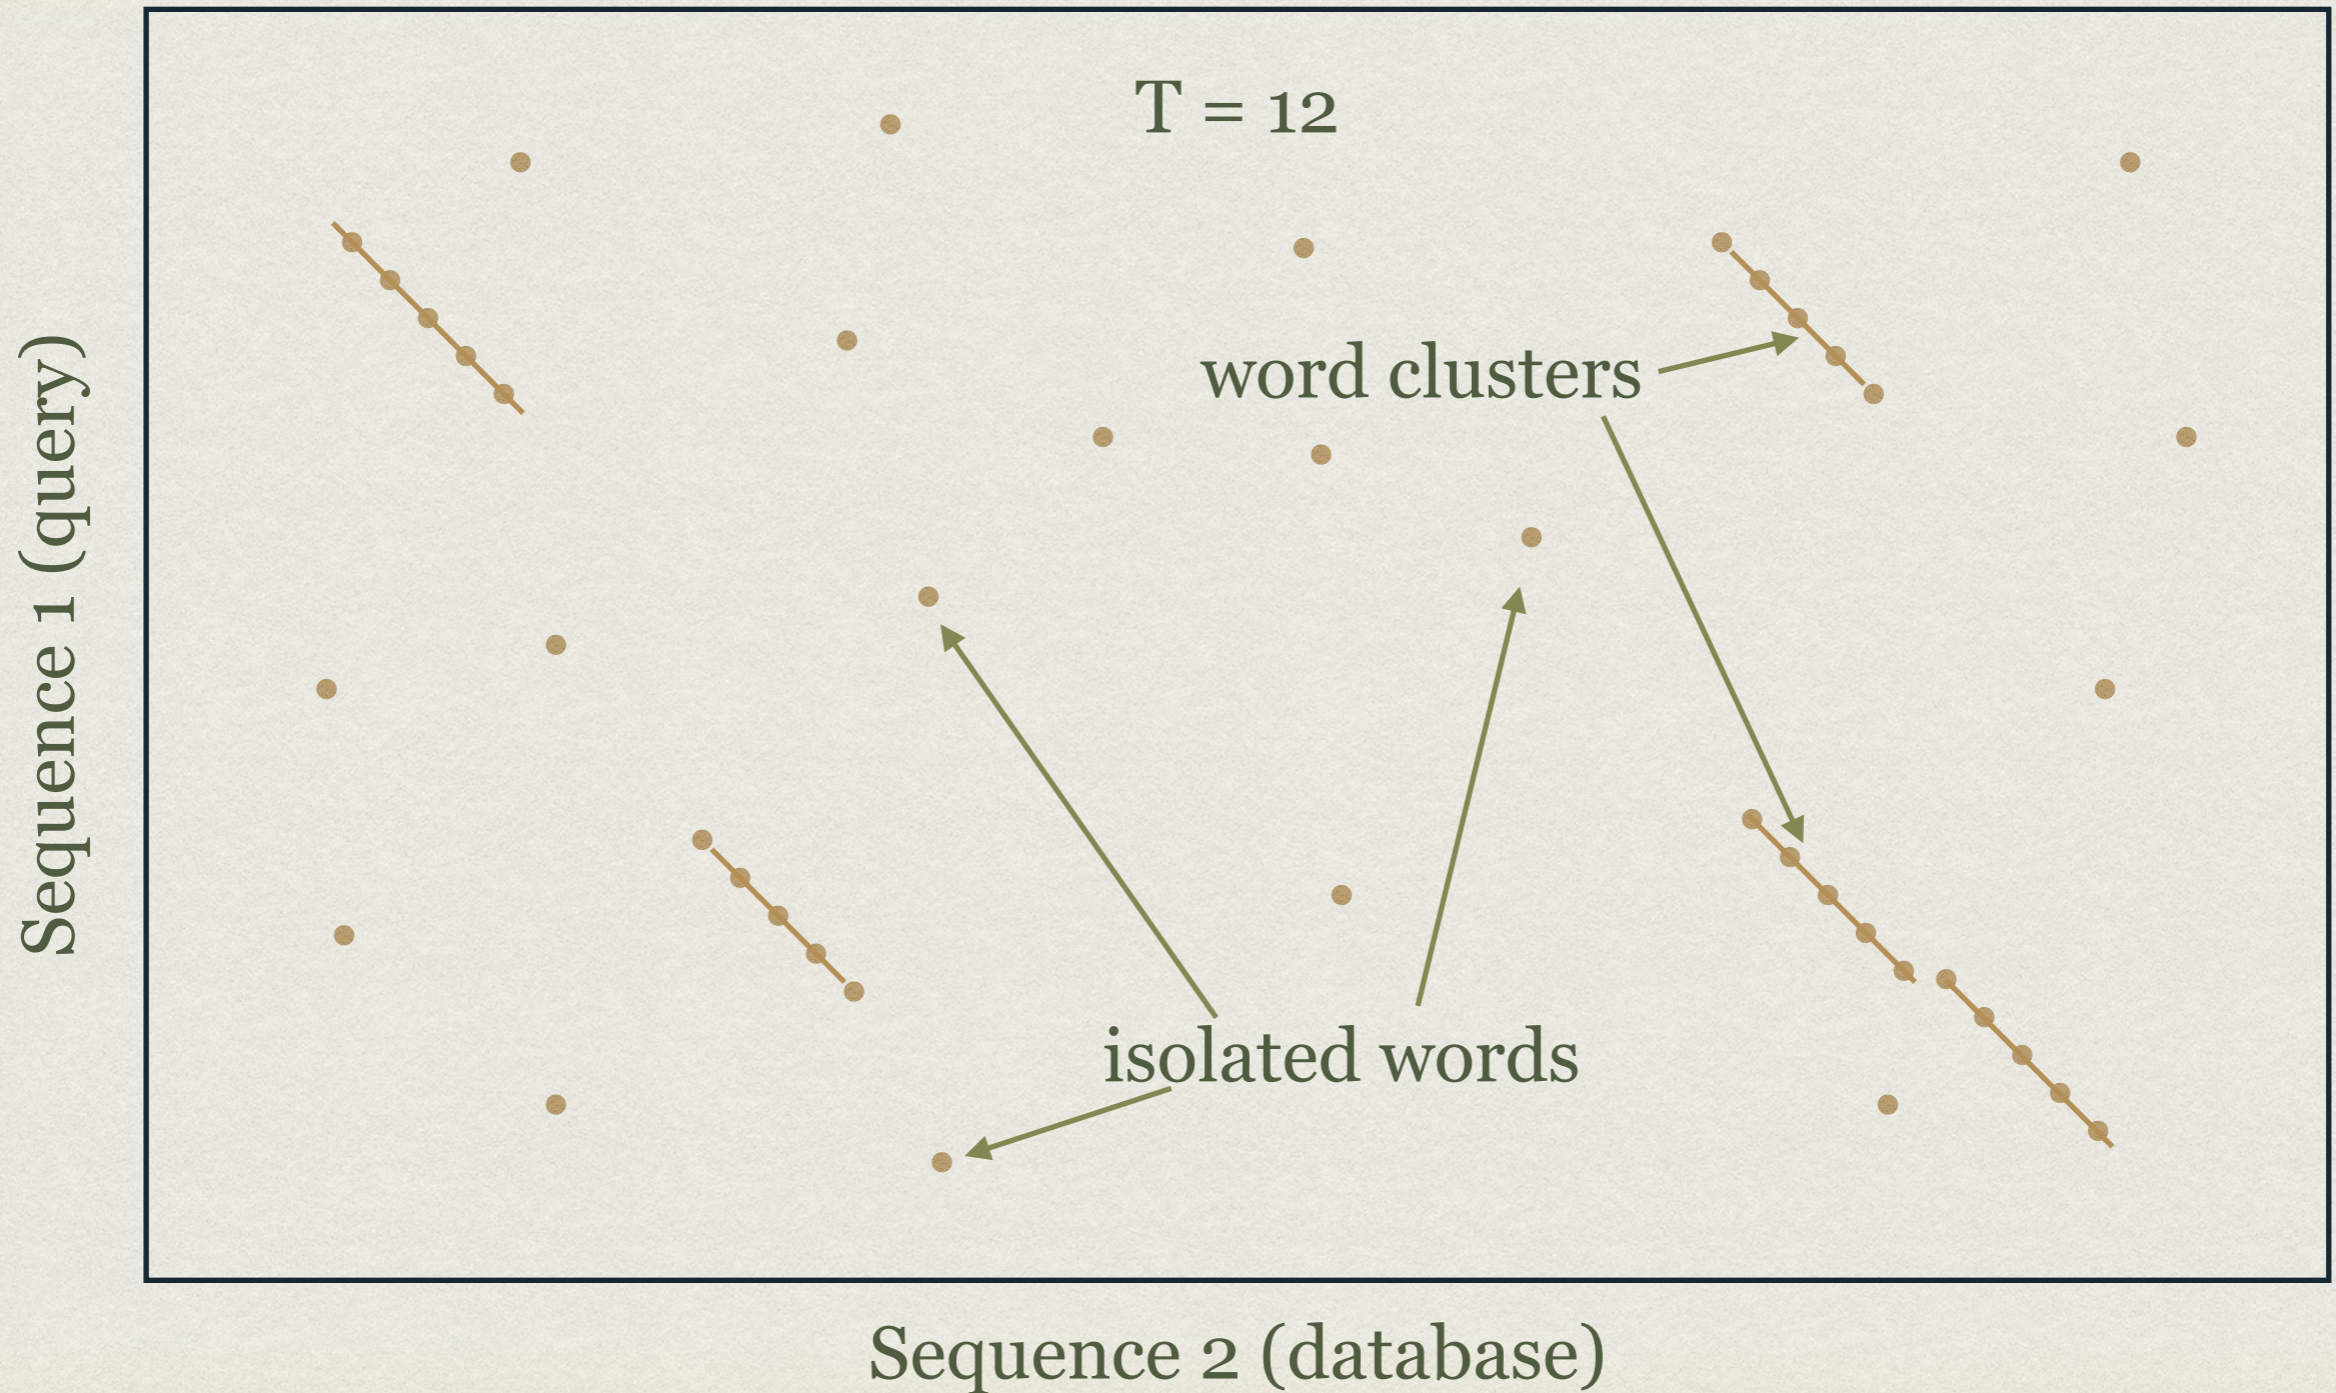 T = 12
word clusters
Sequence 1 (query)
isolated words
Sequence 2 (database)